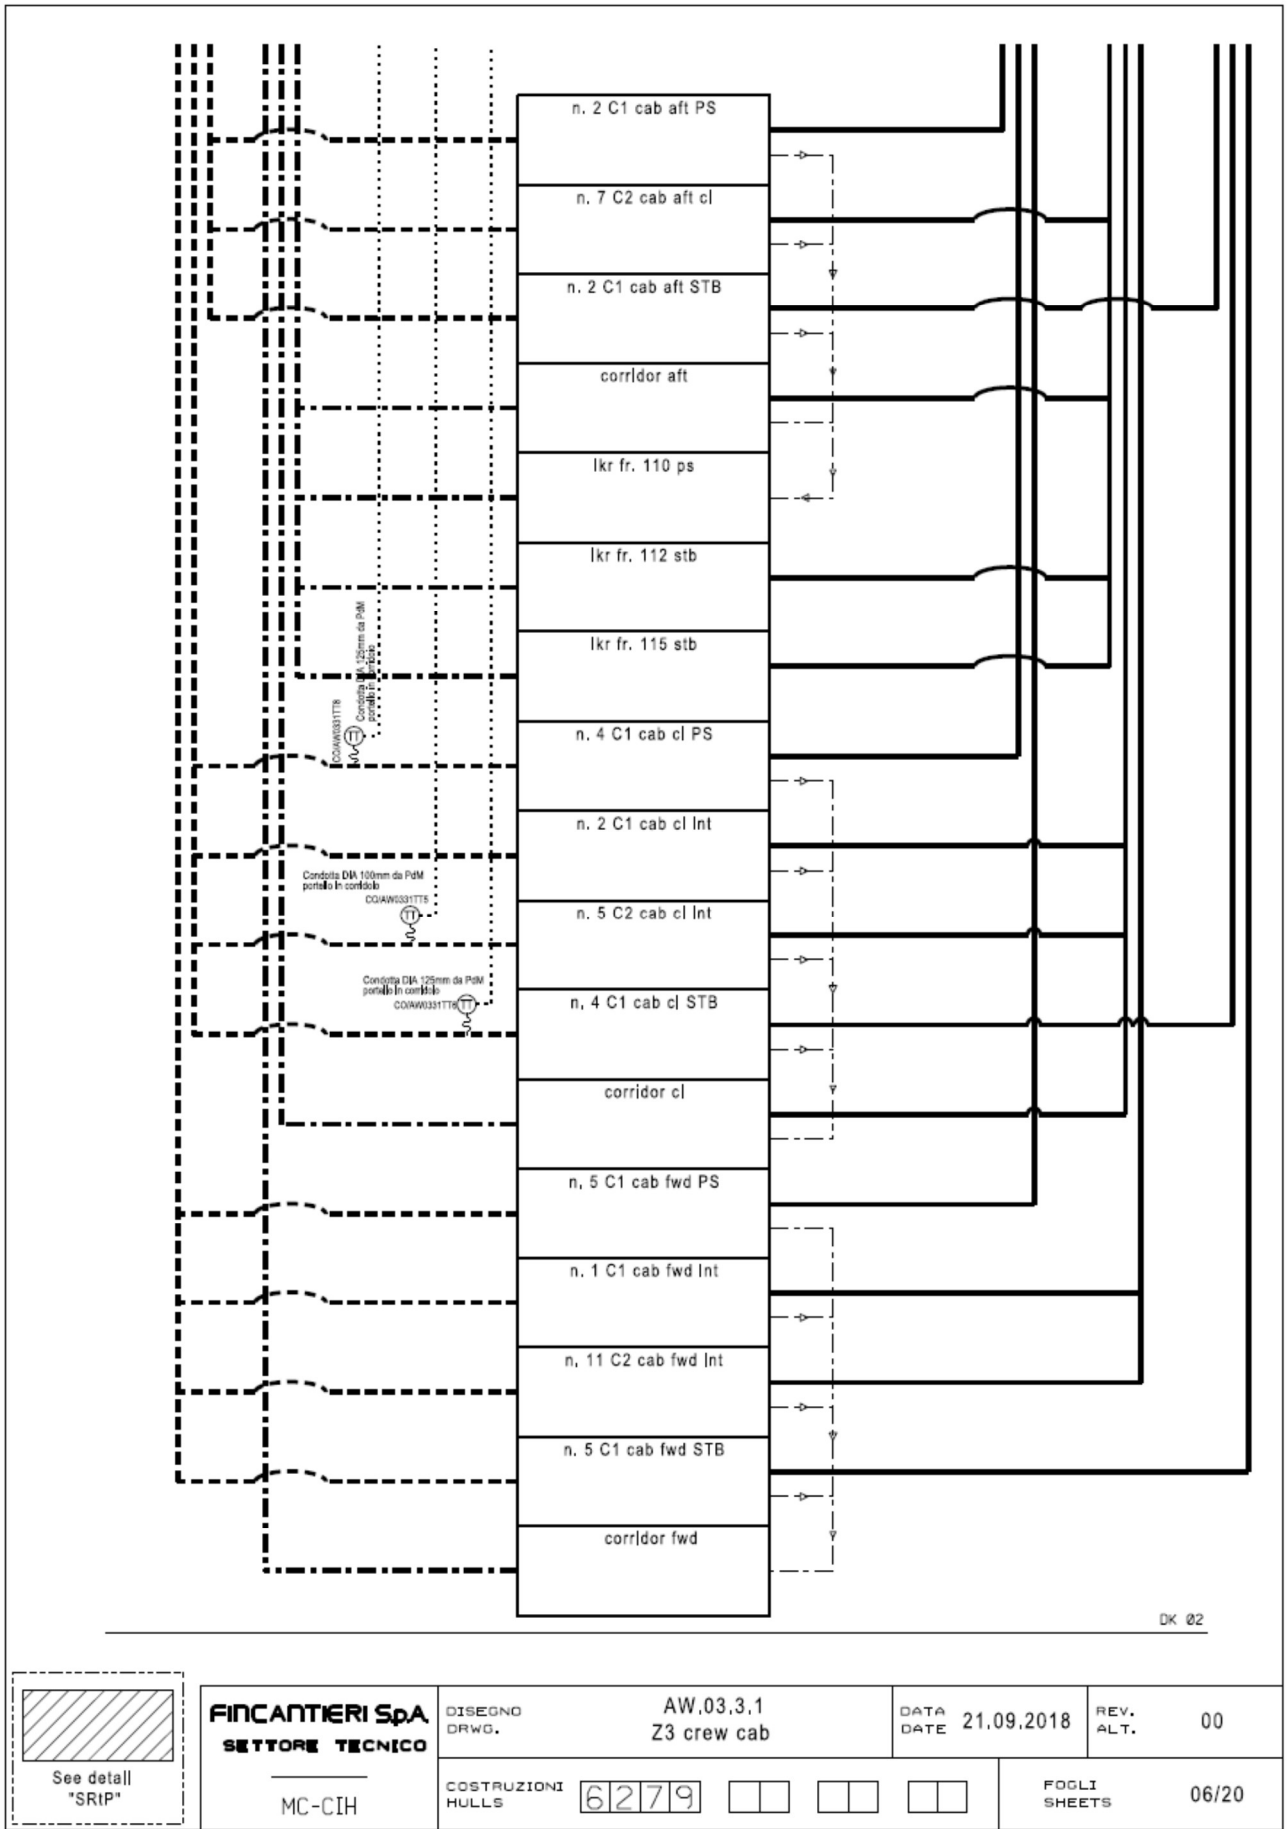 n. 2 C1 cab aft PS
n. 7 C2 cab aft cl
n. 2 C1 cab aft STB
corridor aft
lkr fr. 110 ps
lkr fr. 112 stb
lkr fr. 115 stb
Condotta DIA 125mm da PdM
portello in corridoio
CO/AW0331TT8
TT
n. 4 C1 cab cl PS
n. 2 C1 cab cl Int
Condotta DIA 100mm da PdM
portello in corridoio
CO/AW0331TT5
TT
n. 5 C2 cab cl Int
Condotta DIA 125mm da PdM
portello in corridoio
CO/AW0331TT6
TT
n. 4 C1 cab cl STB
corridor cl
n. 5 C1 cab fwd PS
n. 1 C1 cab fwd Int
n. 11 C2 cab fwd Int
n. 5 C1 cab fwd STB
corridor fwd
DK 02
See detail
"SRtP"
FINCANTIERI S.p.A.
SETTORE TECNICO
MC-CIH
DISEGNO
DRWG.
AW.03.3.1
Z3 crew cab
DATA
DATE
21.09.2018
REV.
ALT.
00
COSTRUZIONI
HULLS
6279
FOGLI
SHEETS
06/20